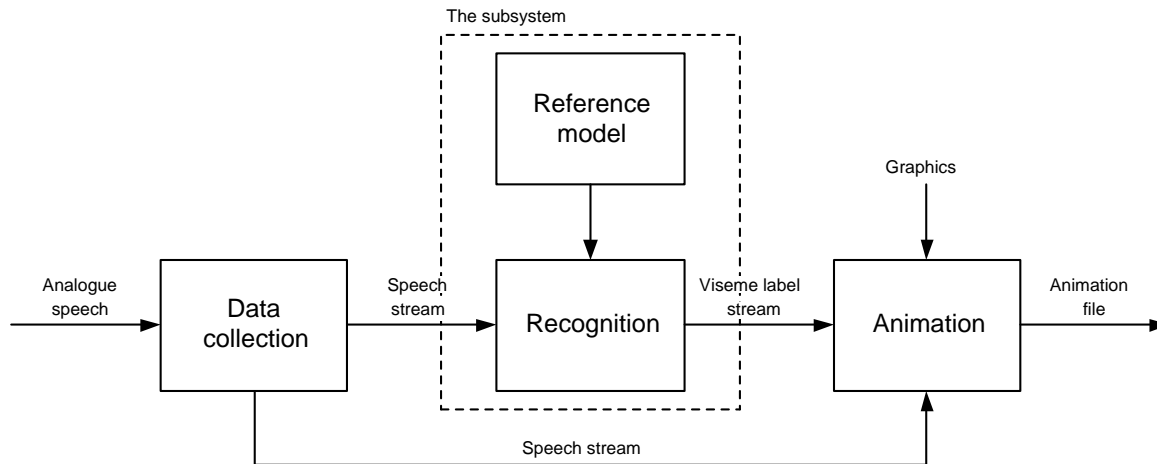 The subsystem
Reference
model
Graphics
Analogue
speech
Data
collection
Speech
stream
Recognition
Viseme label
stream
Animation
Animation
file
Speech stream